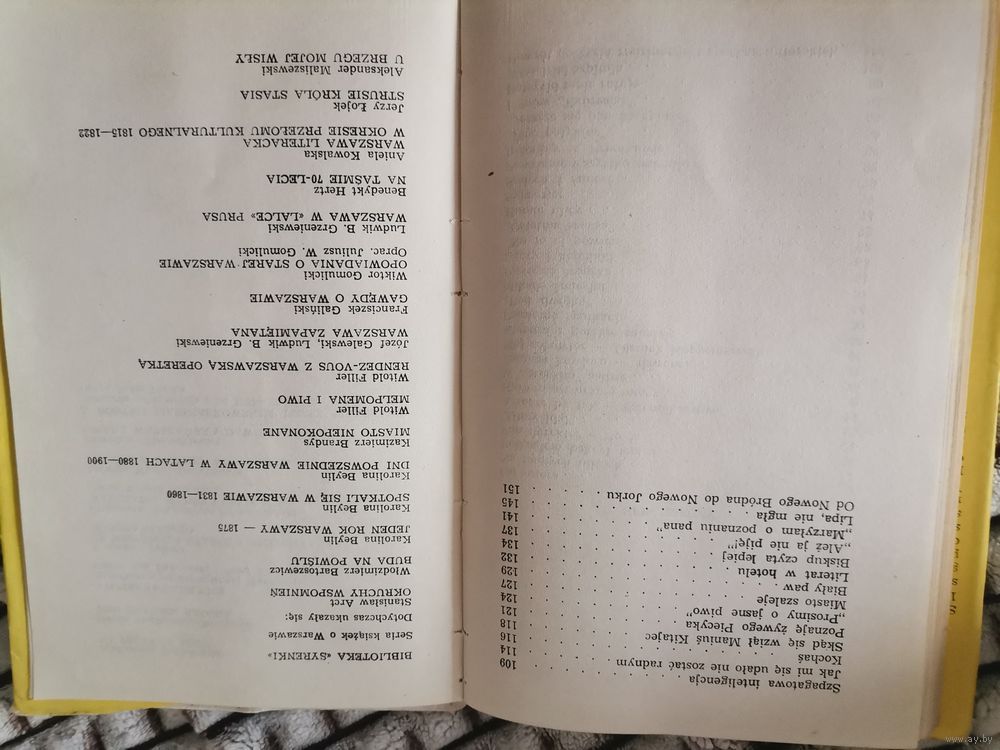 Szpagatowa inteligencja . . . . . 109
Jak mi się udało nie zostać radnym . . . . . 114
Kochaś . . . . . 116
Skąd się wziął Maniuś Kitajec . . . . . 118
Poznaję żywego Piecyka . . . . . 121
„Prosimy o jasne piwo” . . . . . 124
Miasto szaleje . . . . . 127
Biały paw . . . . . 129
Literat w hotelu . . . . . 132
Biskup czyta lepiej . . . . . 134
„Ależ ja nie piję!” . . . . . 137
„Marzyłam o poznaniu pana” . . . . . 141
Lipa, nie mgła . . . . . 145
Od Nowego Bródna do Nowego Jorku . . . . . 151
BIBLIOTEKA «SYRENKI»
Seria książek o Warszawie
Dotychczas ukazały się:
Stanisław Arct
OKRUCHY WSPOMNIEŃ
Włodzimierz Bartoszewicz
BUDA NA POWIŚLU
Karolina Beylin
JEDEN ROK WARSZAWY — 1875
Karolina Beylin
SPOTKALI SIĘ W WARSZAWIE 1831—1860
Karolina Beylin
DNI POWSZEDNIE WARSZAWY W LATACH 1880—1900
Kazimierz Brandys
MIASTO NIEPOKONANE
Witold Filler
MELPOMENA I PIWO
Witold Filler
RENDEZ-VOUS Z WARSZAWSKĄ OPERETKĄ
Józef Galewski, Ludwik B. Grzeniewski
WARSZAWA ZAPAMIĘTANA
Franciszek Galiński
GAWĘDY O WARSZAWIE
Wiktor Gomulicki
OPOWIADANIA O STAREJ WARSZAWIE
Oprac. Juliusz W. Gomulicki
Ludwik B. Grzeniewski
WARSZAWA W «LALCE» PRUSA
Benedykt Hertz
NA TAŚMIE 70-LECIA
Aniela Kowalska
WARSZAWA LITERACKA
W OKRESIE PRZEŁOMU KULTURALNEGO 1815—1822
Jerzy Łojek
STRUSIE KRÓLA STASIA
Aleksander Maliszewski
U BRZEGU MOJEJ WISŁY
www.ay.by